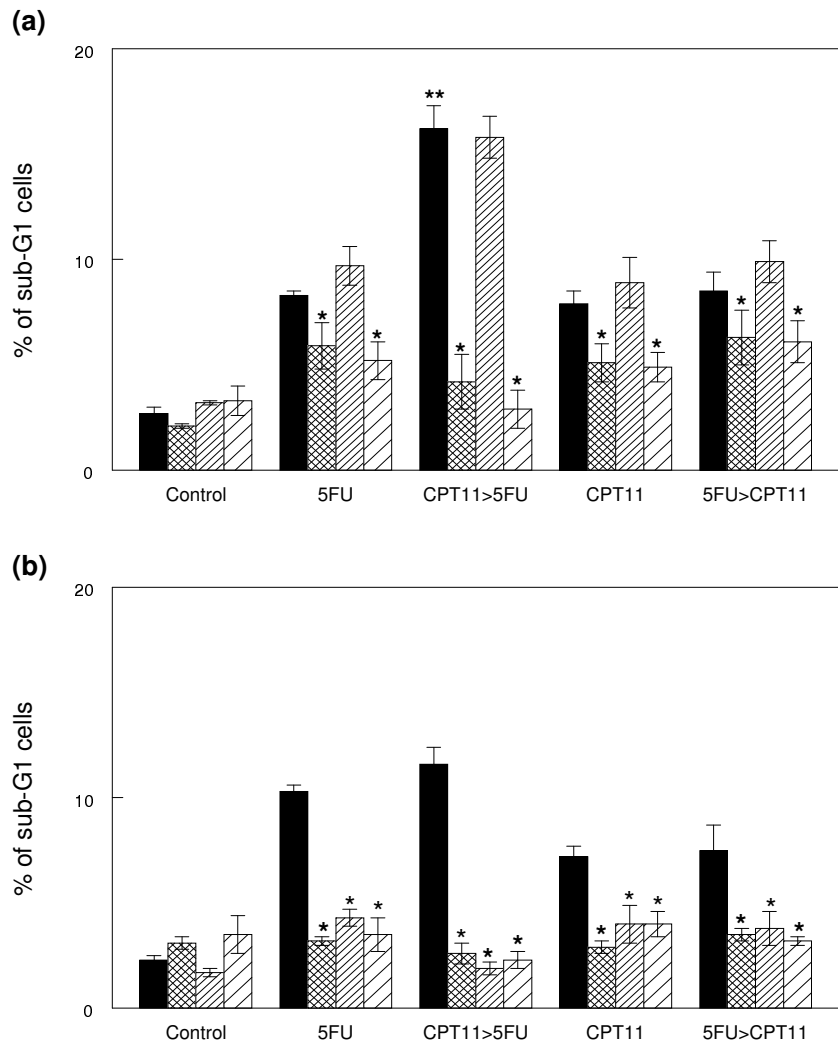 (a)
20
**
% of sub-G1 cells
10
* * * * * * * *
0
Control 5FU CPT11>5FU CPT11 5FU>CPT11
(b)
20
% of sub-G1 cells
10
* * * * * * * * * * * *
0
Control 5FU CPT11>5FU CPT11 5FU>CPT11